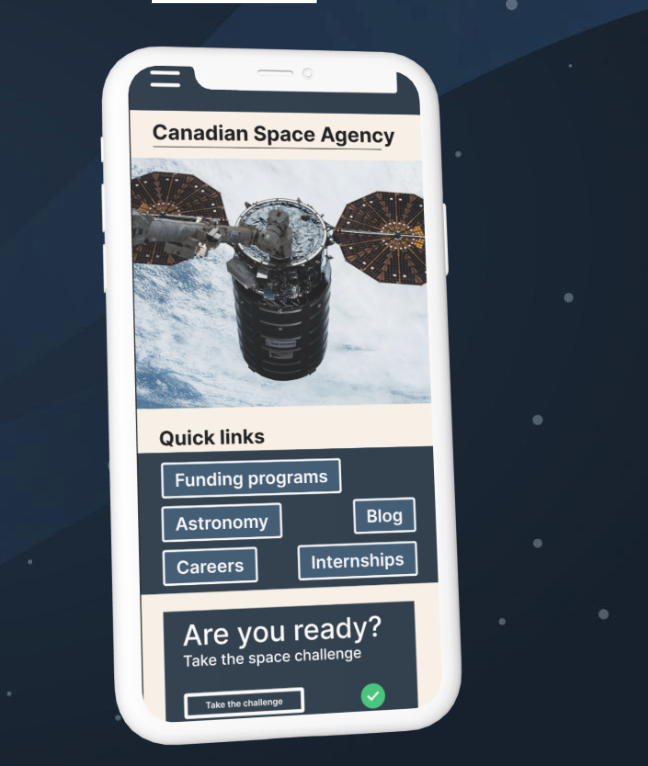 Canadian Space Agency
Quick links
Funding programs
Astronomy Blog
Careers Internships
Are you ready?
Take the space challenge
Take the challenge